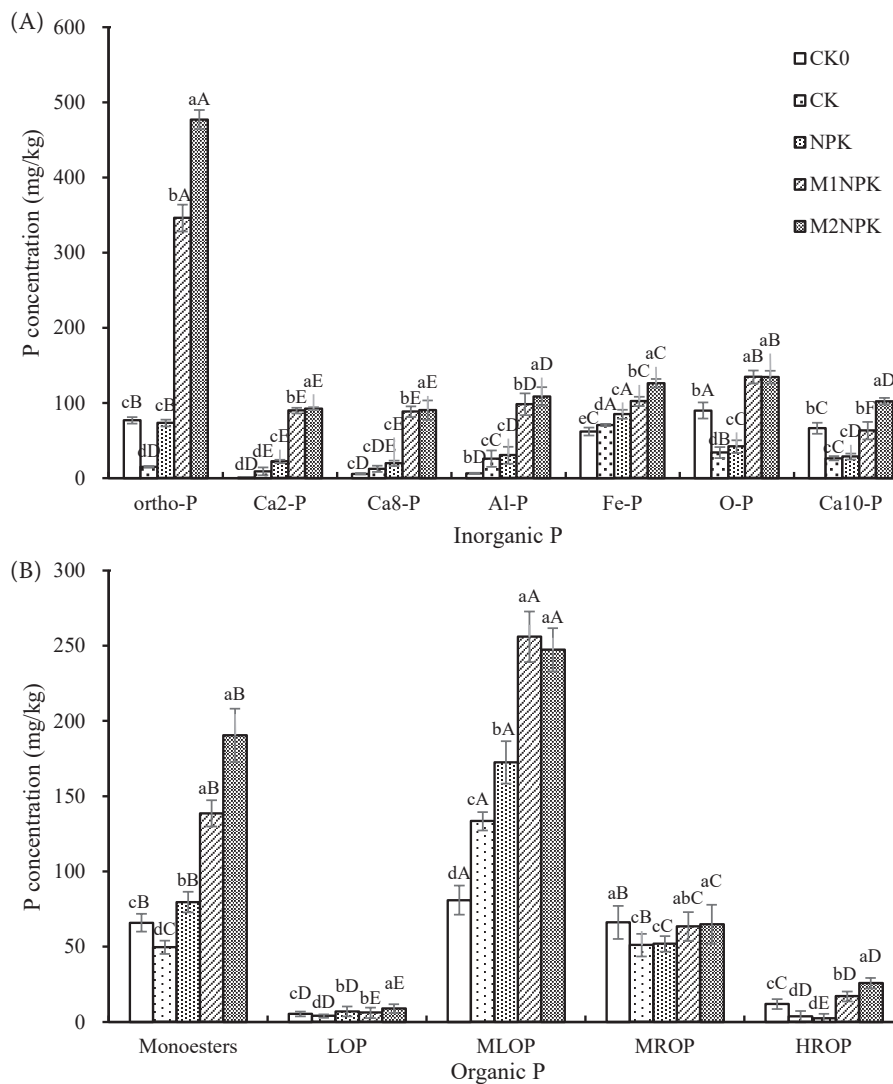 (A)
600
500
400
300
200
100
0
P concentration (mg/kg)
CK0
CK
NPK
M1NPK
M2NPK
cB dD cB bA aA
dD dE cE bE aE
cD cDE cE bE aE
bD cC cD bD aD
eC dA cA bC aC
bA dB cC aB aB
bC cC cD bF aD
ortho-P Ca2-P Ca8-P Al-P Fe-P O-P Ca10-P
Inorganic P
(B)
300
250
200
150
100
50
0
P concentration (mg/kg)
cB dC bB aB aB
cD dD bD bE aE
dA cA bA aA aA
aB cB cC abC aC
cC dD dE bD aD
Monoesters LOP MLOP MROP HROP
Organic P